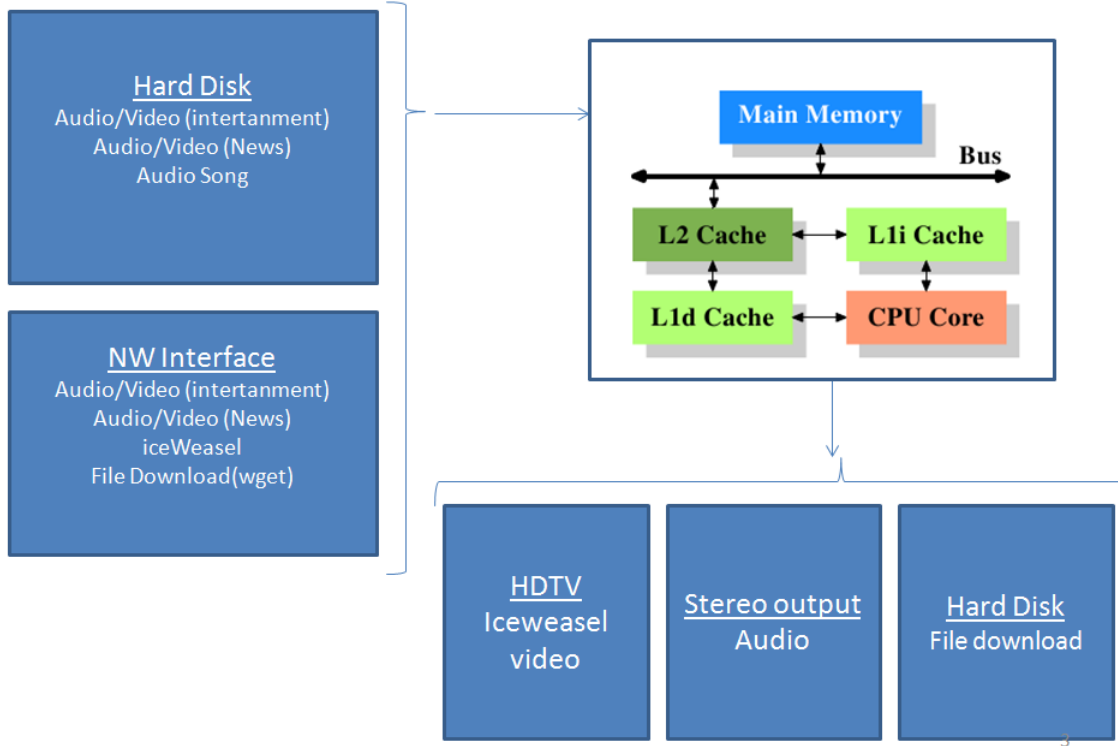 Hard Disk
Audio/Video (intertanment)
Audio/Video (News)
Audio Song
NW Interface
Audio/Video (intertanment)
Audio/Video (News)
iceWeasel
File Download(wget)
Main Memory
Bus
L2 Cache
L1i Cache
L1d Cache
CPU Core
HDTV
Iceweasel
video
Stereo output
Audio
Hard Disk
File download
3